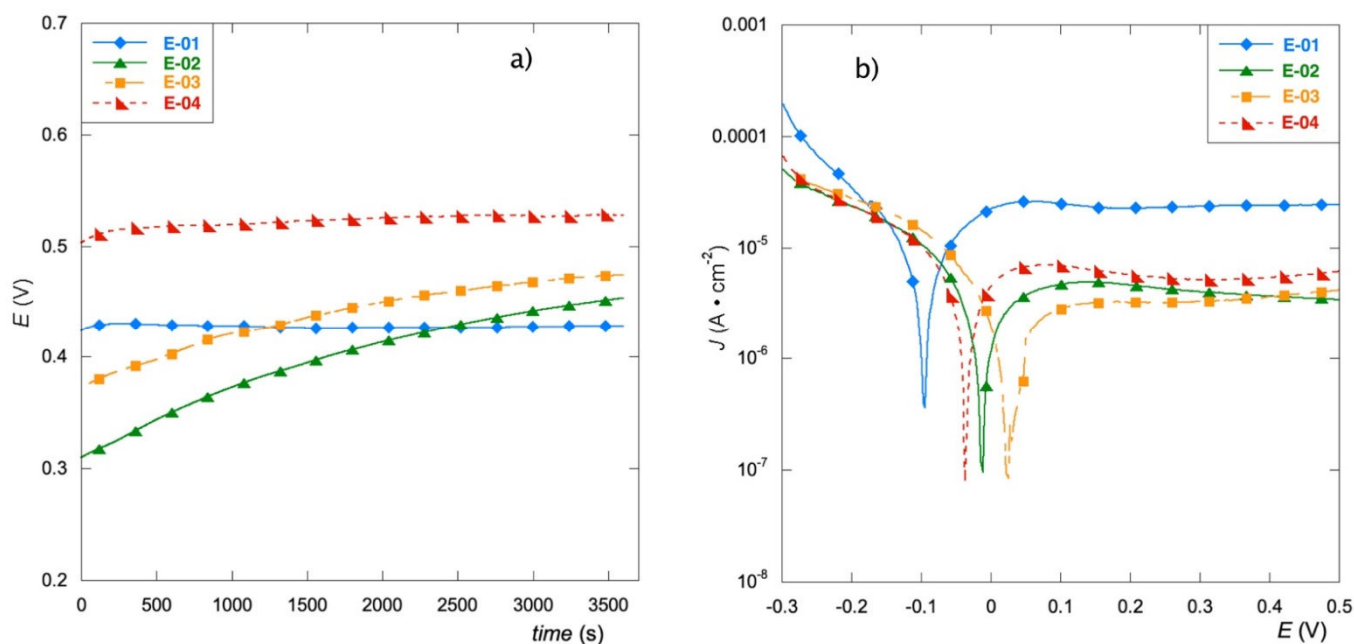 a)
E-01
E-02
E-03
E-04
0.7
0.6
0.5
0.4
0.3
0.2
E (V)
0 500 1000 1500 2000 2500 3000 3500
time (s)
b)
E-01
E-02
E-03
E-04
0.001
0.0001
10⁻⁵
10⁻⁶
10⁻⁷
10⁻⁸
J (A • cm⁻²)
-0.3 -0.2 -0.1 0 0.1 0.2 0.3 0.4 0.5
E (V)